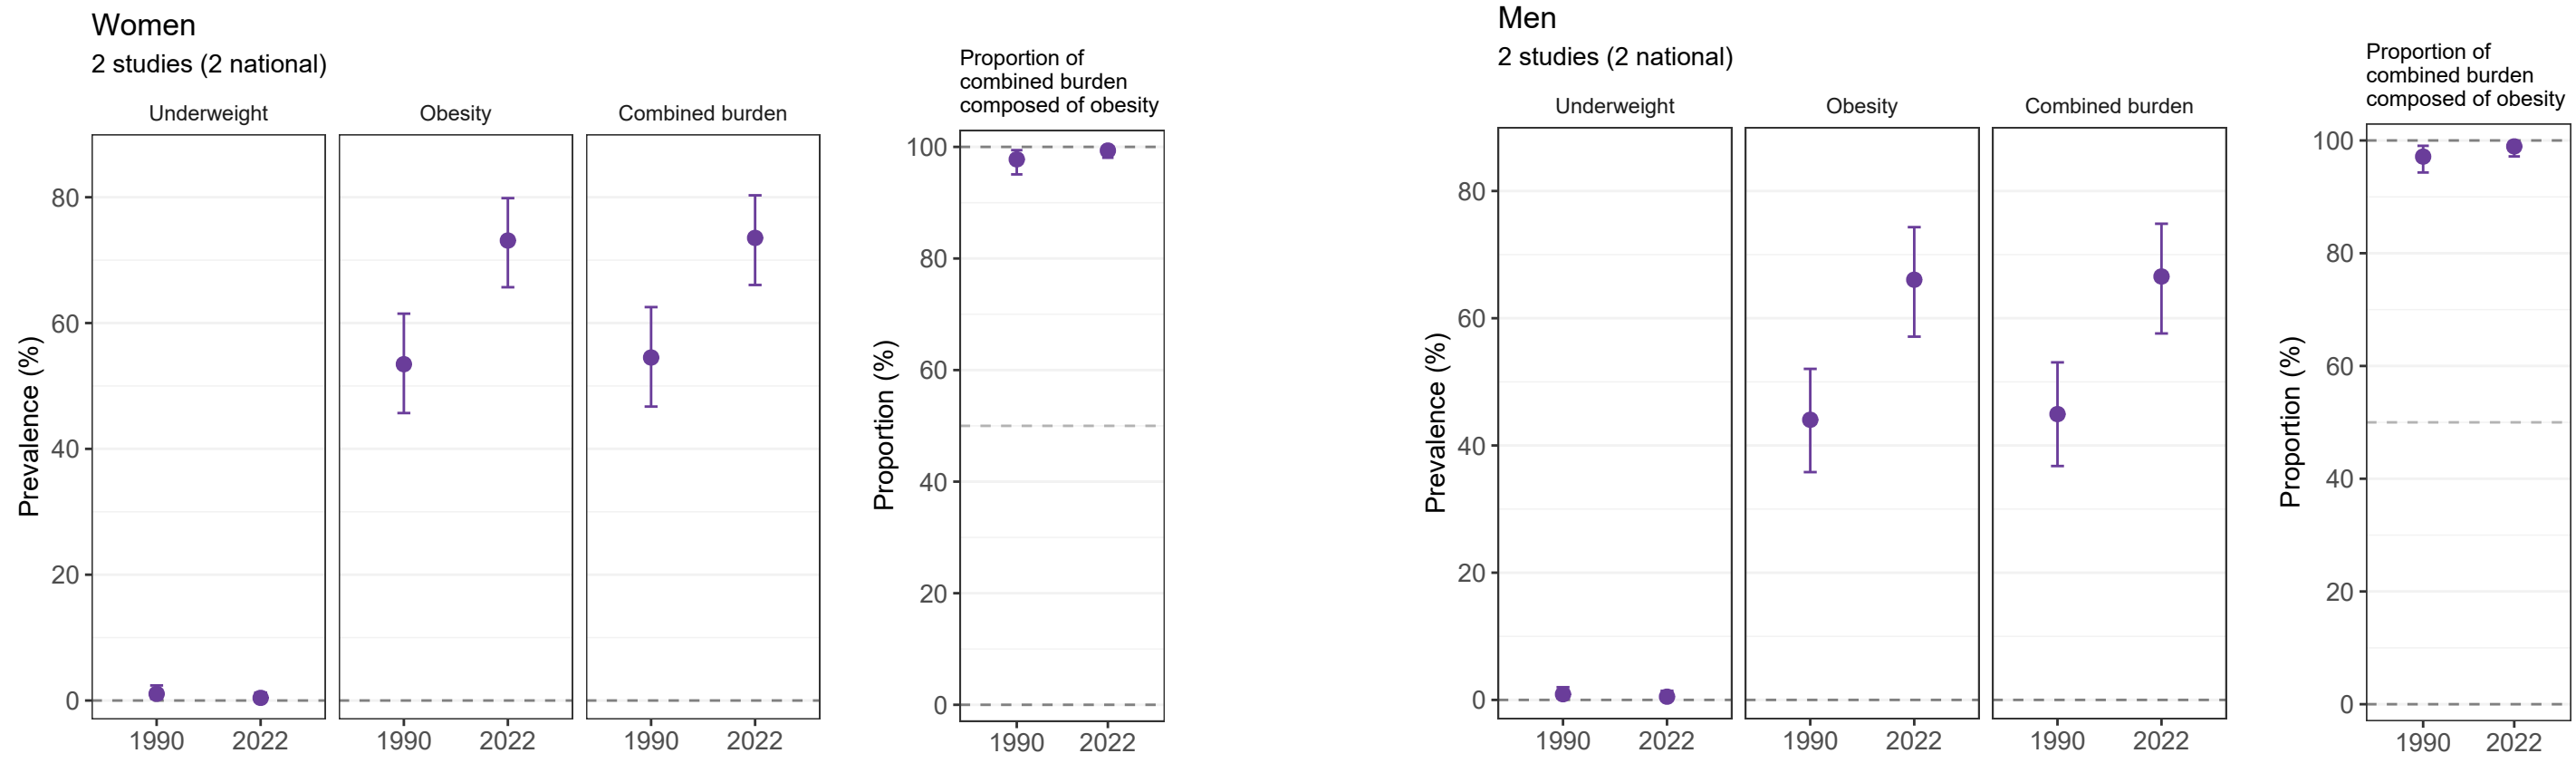 Women
2 studies (2 national)
Underweight
Obesity
Combined burden
Prevalence (%)
80
60
40
20
0
1990
2022
1990
2022
1990
2022
Proportion of
combined burden
composed of obesity
Proportion (%)
100
80
60
40
20
0
1990
2022
Men
2 studies (2 national)
Underweight
Obesity
Combined burden
Prevalence (%)
80
60
40
20
0
1990
2022
1990
2022
1990
2022
Proportion of
combined burden
composed of obesity
Proportion (%)
100
80
60
40
20
0
1990
2022